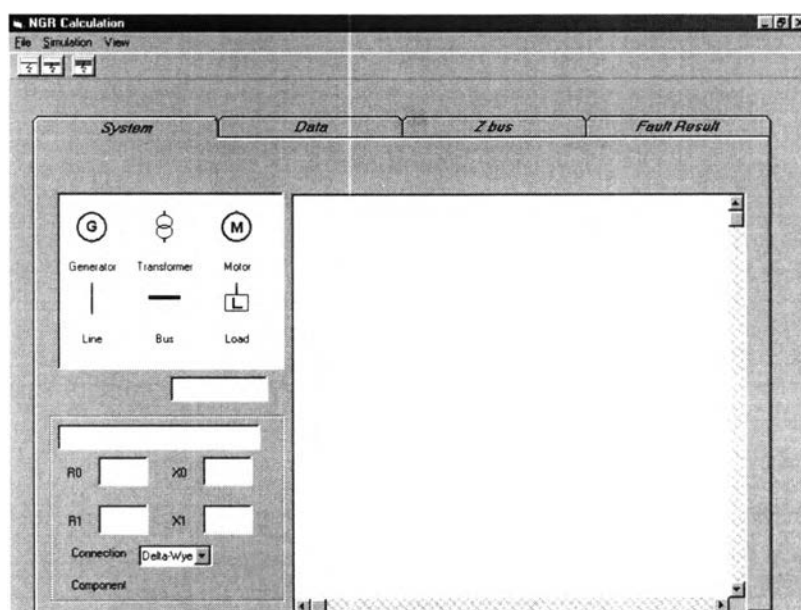 NGR Calculation
File Simulation View
System Data Z bus Fault Result
G M
Generator Transformer Motor
L
Line Bus Load
R0 X0
R1 X1
Connection Delta-Wye
Component